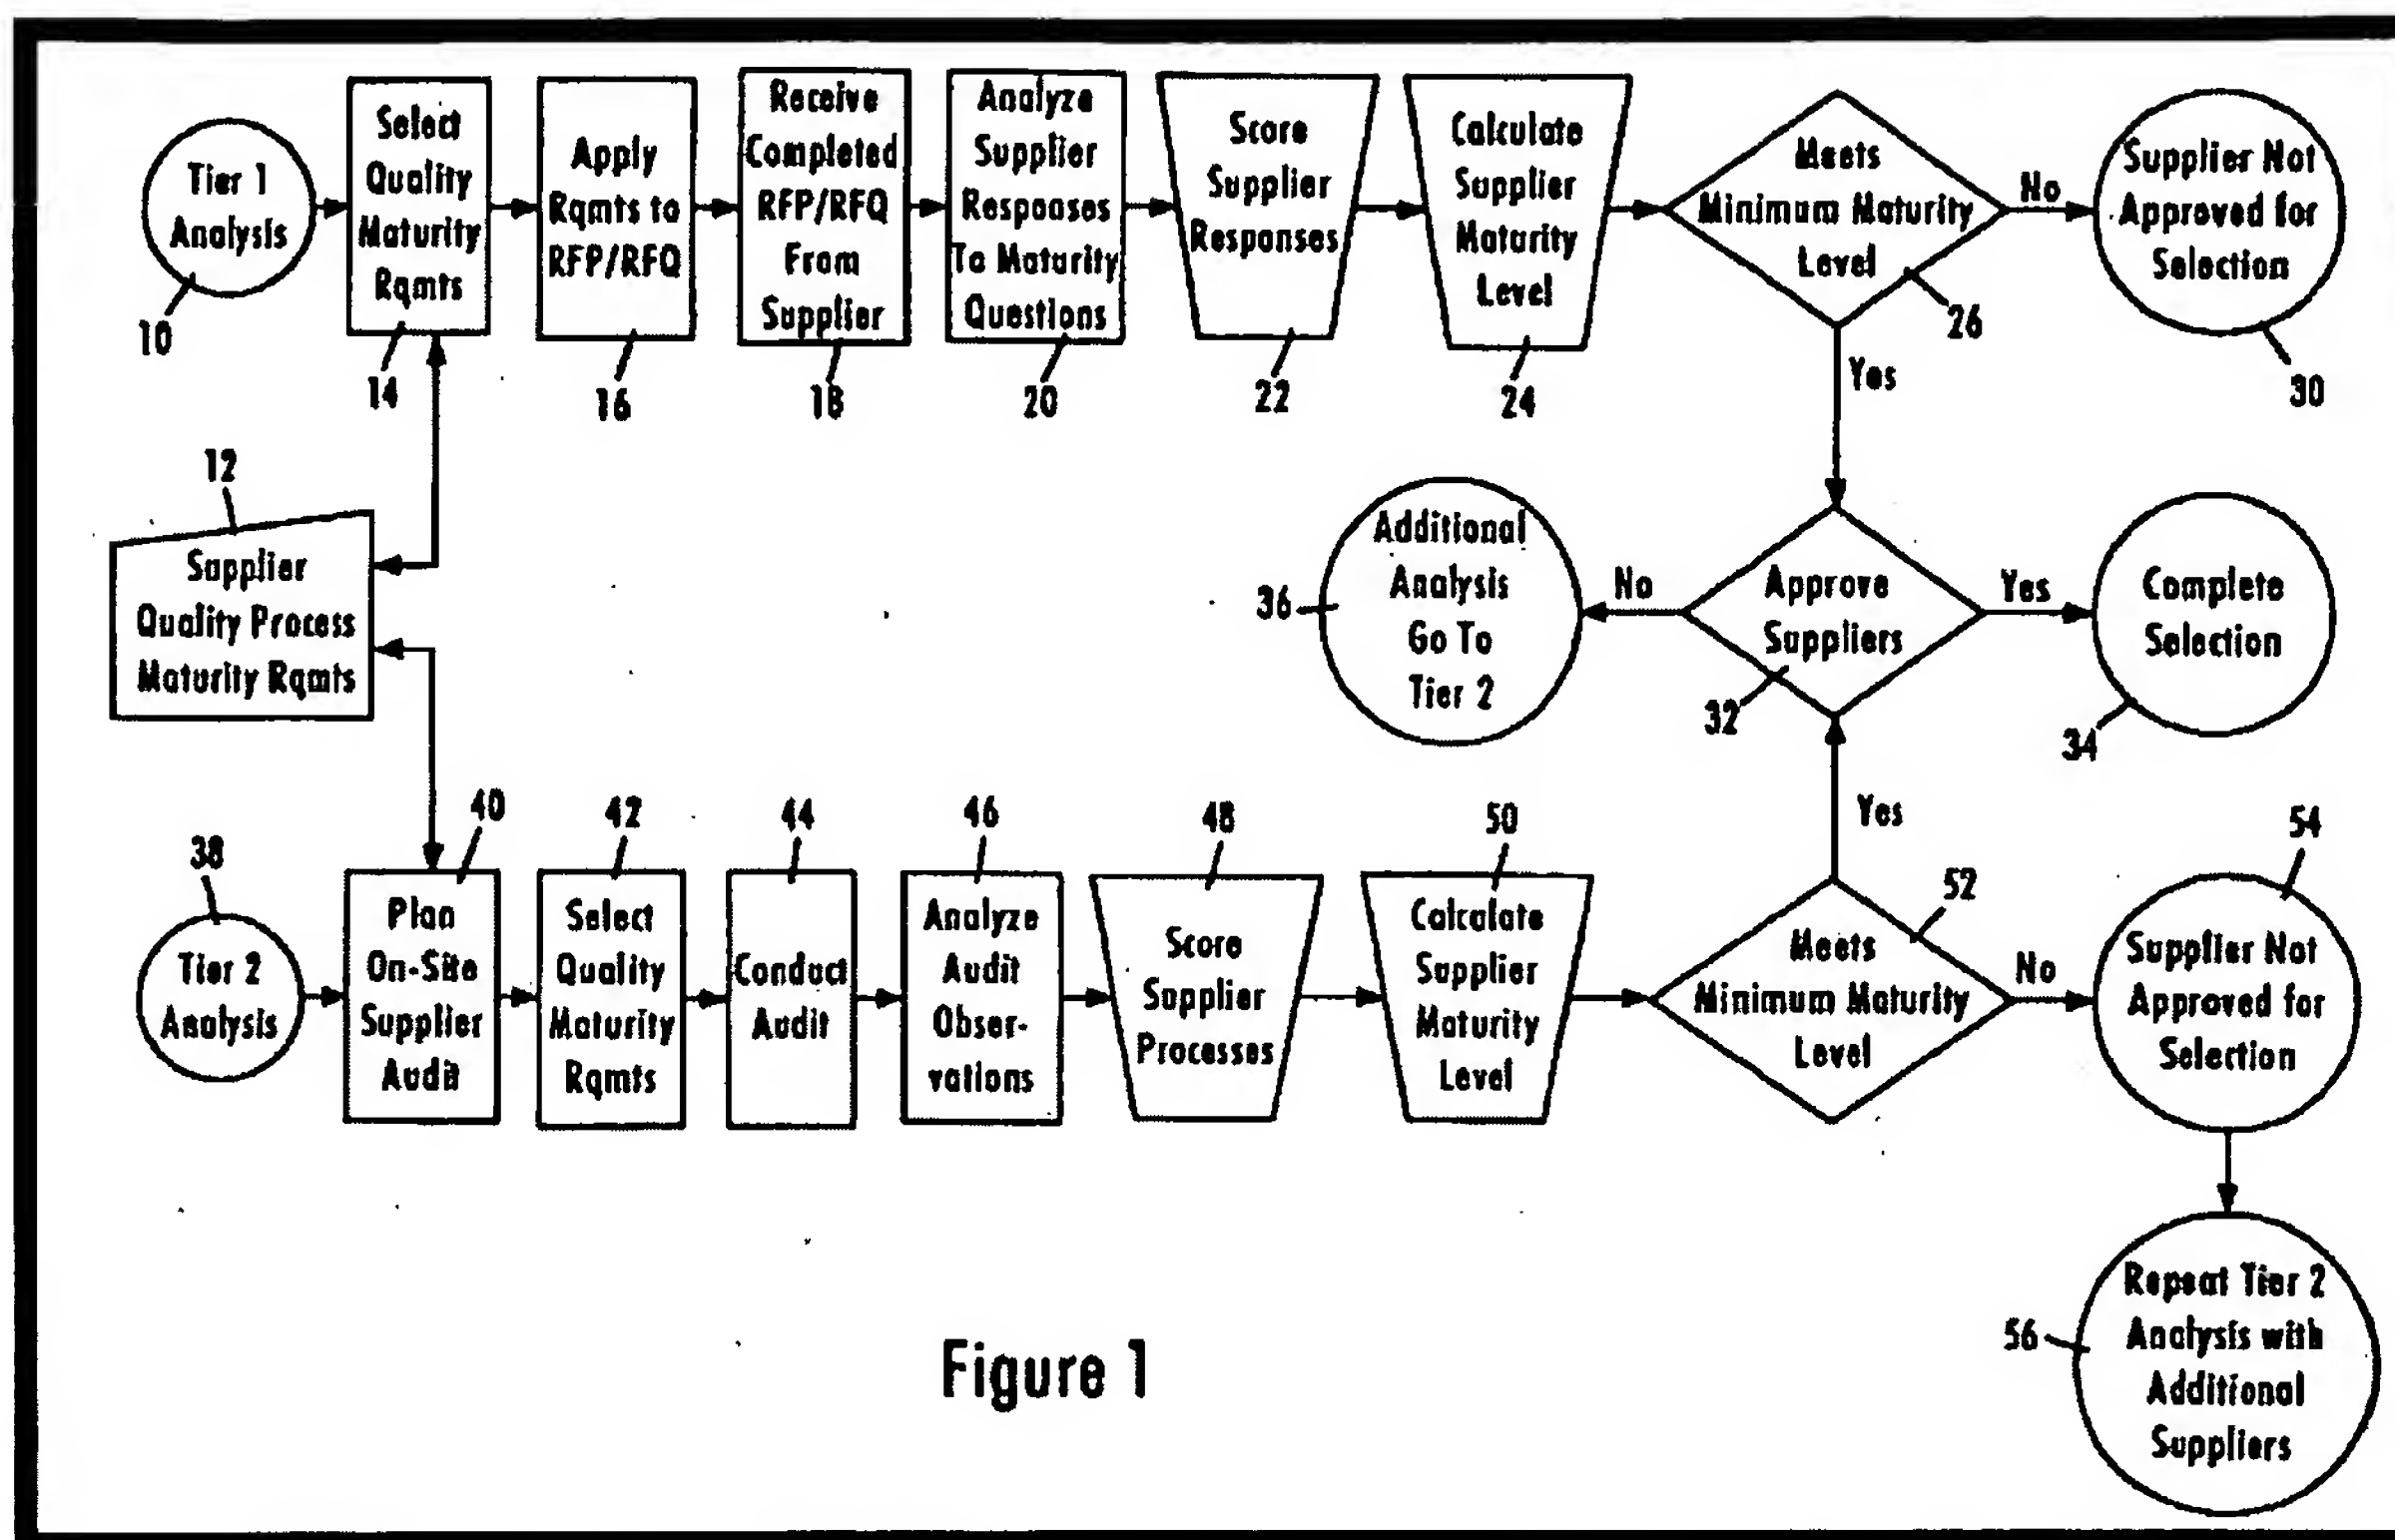 Tier 1
Analysis
10
Select
Quality
Maturity
Rqmts
14
Apply
Rqmts to
RFP/RFQ
16
Receive
Completed
RFP/RFQ
From
Supplier
18
Analyze
Supplier
Responses
To Maturity
Questions
20
Score
Supplier
Responses
22
Calculate
Supplier
Maturity
Level
24
Meets
Minimum Maturity
Level
26
No
Supplier Not
Approved for
Selection
30
Yes
12
Supplier
Quality Process
Maturity Rqmts
36
Additional
Analysis
Go To
Tier 2
No
Approve
Suppliers
32
Yes
Complete
Selection
34
38
Tier 2
Analysis
40
Plan
On-Site
Supplier
Audit
42
Select
Quality
Maturity
Rqmts
44
Conduct
Audit
46
Analyze
Audit
Obser-
vations
48
Score
Supplier
Processes
50
Calculate
Supplier
Maturity
Level
Yes
52
Meets
Minimum Maturity
Level
No
54
Supplier Not
Approved for
Selection
56
Repeat Tier 2
Analysis with
Additional
Suppliers
Figure 1